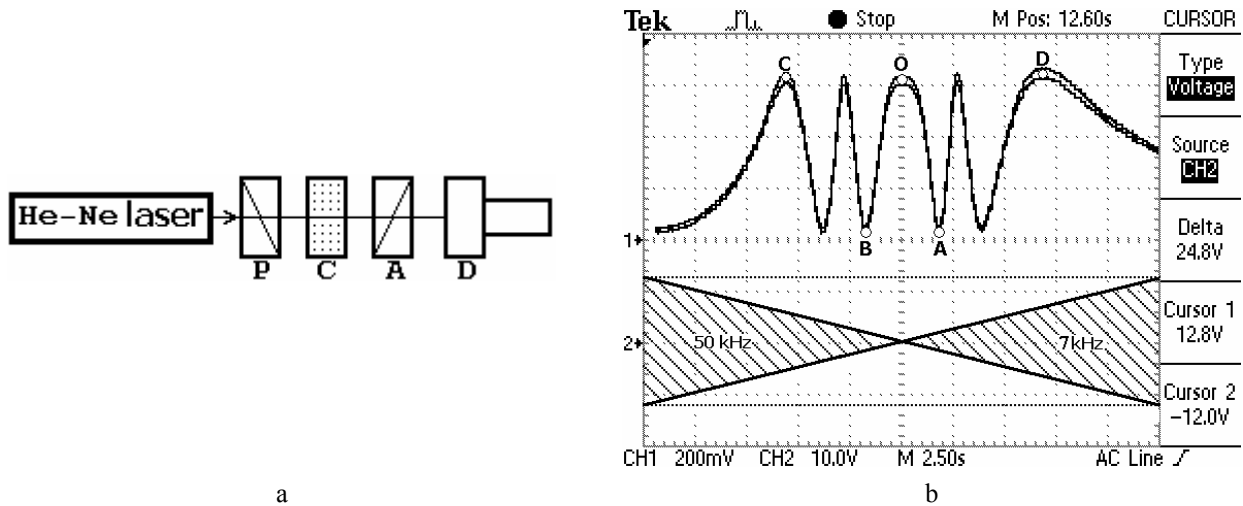 He-Ne laser
P C A D
a
Tek Stop M Pos: 12.60s CURSOR
Type
Voltage
Source
CH2
Delta
24.8V
Cursor 1
12.8V
Cursor 2
-12.0V
C O D
B A
1
2
50 kHz
7kHz
CH1 200mV CH2 10.0V M 2.50s AC Line
b